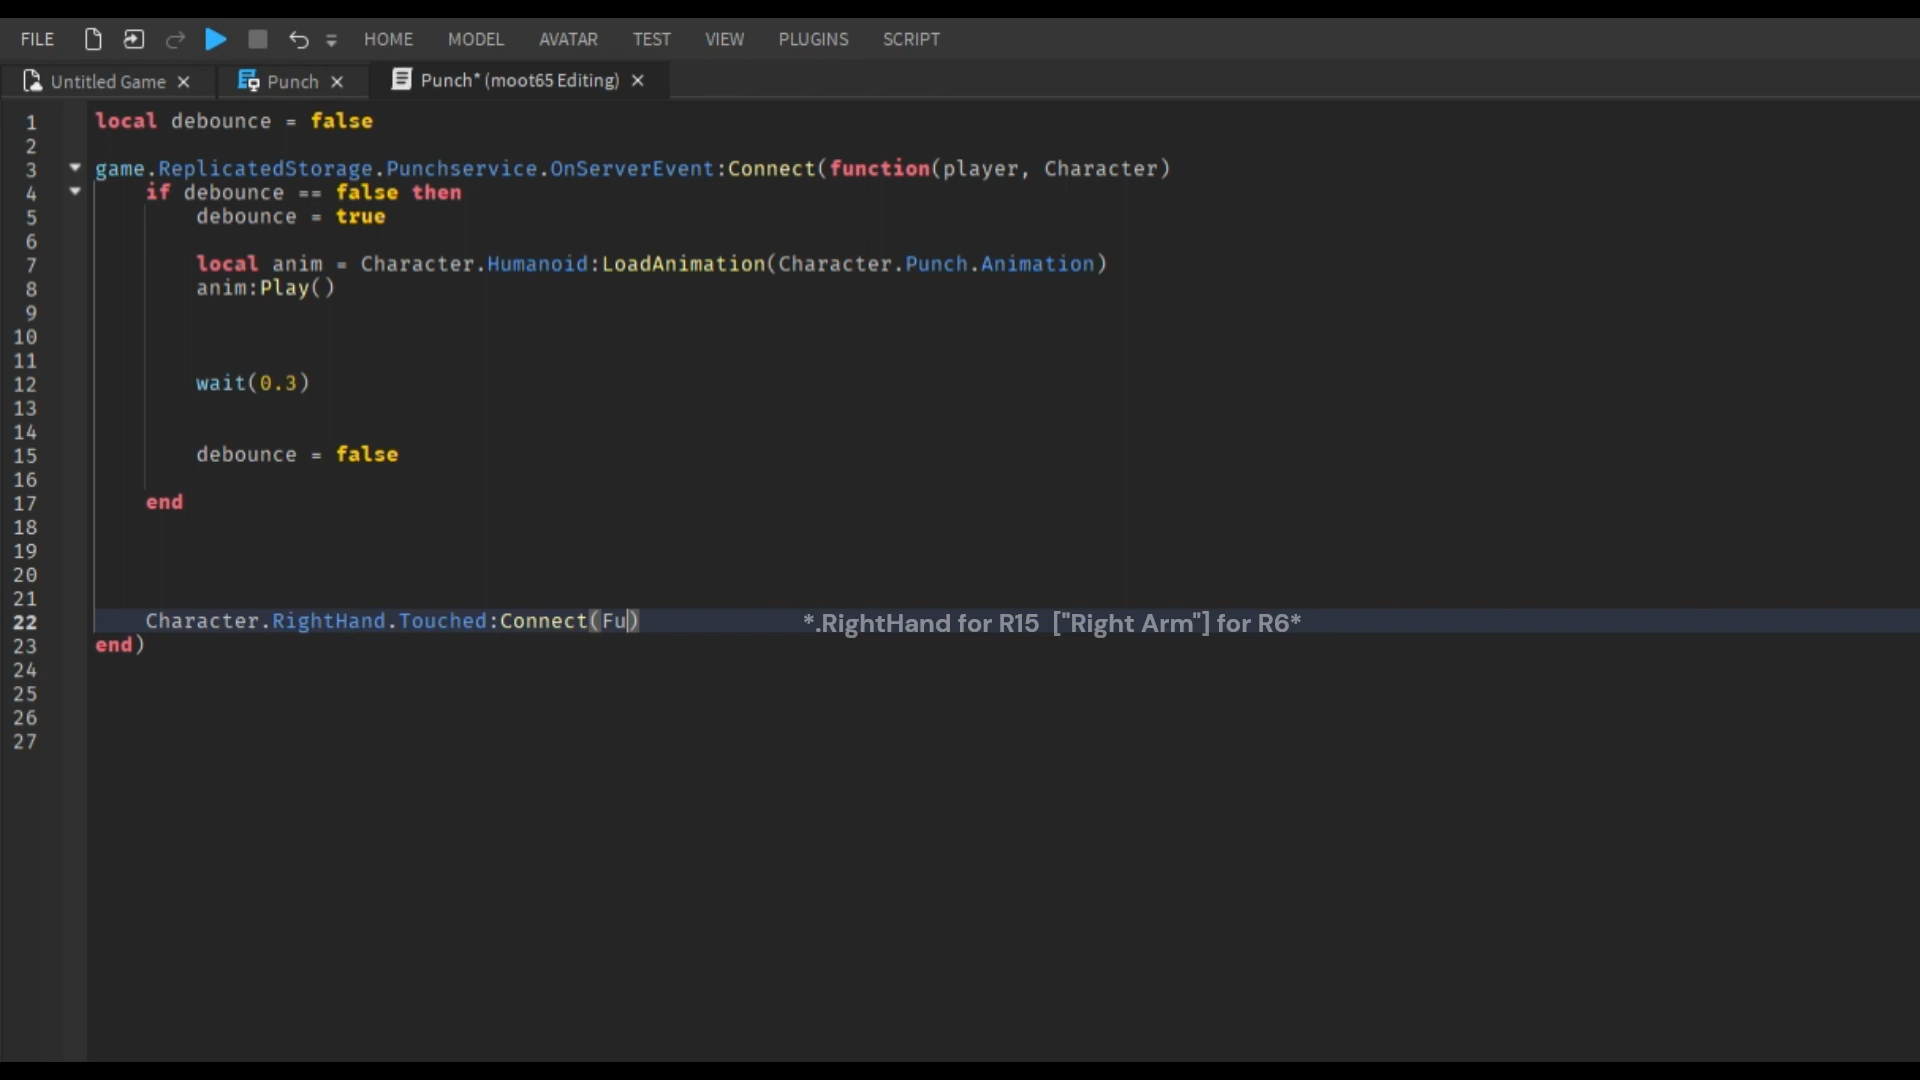 FILE HOME MODEL AVATAR TEST VIEW PLUGINS SCRIPT
Untitled Game × Punch × Punch* (moot65 Editing) ×
1 local debounce = false
2
3 game.ReplicatedStorage.Punchservice.OnServerEvent:Connect(function(player, Character)
4 if debounce == false then
5 debounce = true
6
7 local anim = Character.Humanoid:LoadAnimation(Character.Punch.Animation)
8 anim:Play()
9
10
11
12 wait(0.3)
13
14
15 debounce = false
16
17 end
18
19
20
21
22 Character.RightHand.Touched:Connect(Fu) *.RightHand for R15 ["Right Arm"] for R6*
23 end)
24
25
26
27